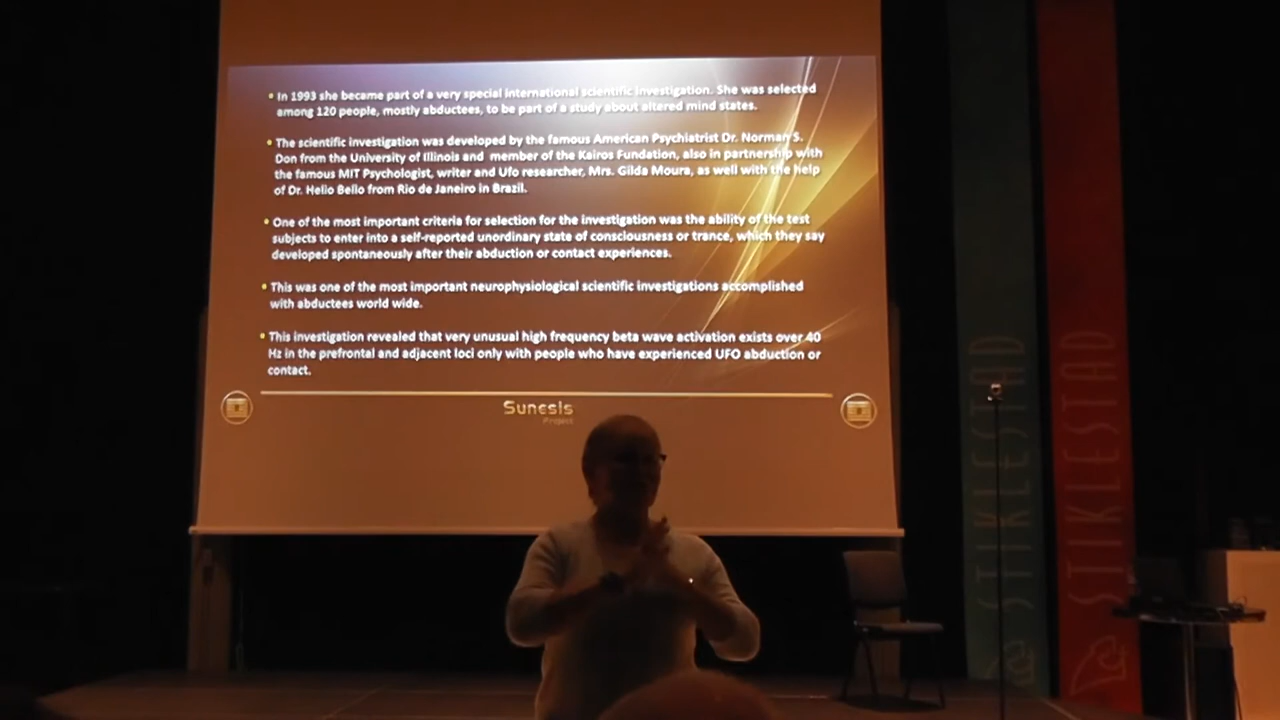 • In 1993 she became part of a very special international scientific investigation. She was selected
among 120 people, mostly abductees, to be part of a study about altered mind states.
• The scientific investigation was developed by the famous American Psychiatrist Dr. Norman S.
Don from the University of Illinois and member of the Kairos Foundation, also in partnership with
the famous MIT Psychologist, writer and Ufo researcher, Mrs. Gilda Moura, as well with the help
of Dr. Helio Bello from Rio de Janeiro in Brazil.
• One of the most important criteria for selection for the investigation was the ability of the test
subjects to enter into a self-reported unordinary state of consciousness or trance, which they say
developed spontaneously after their abduction or contact experiences.
• This was one of the most important neurophysiological scientific investigations accomplished
with abductees world wide.
• This investigation revealed that very unusual high frequency beta wave activation exists over 40
Hz in the prefrontal and adjacent loci only with people who have experienced UFO abduction or
contact.
Sunesis
Project
STIKLESTAD
STIKLESTAD